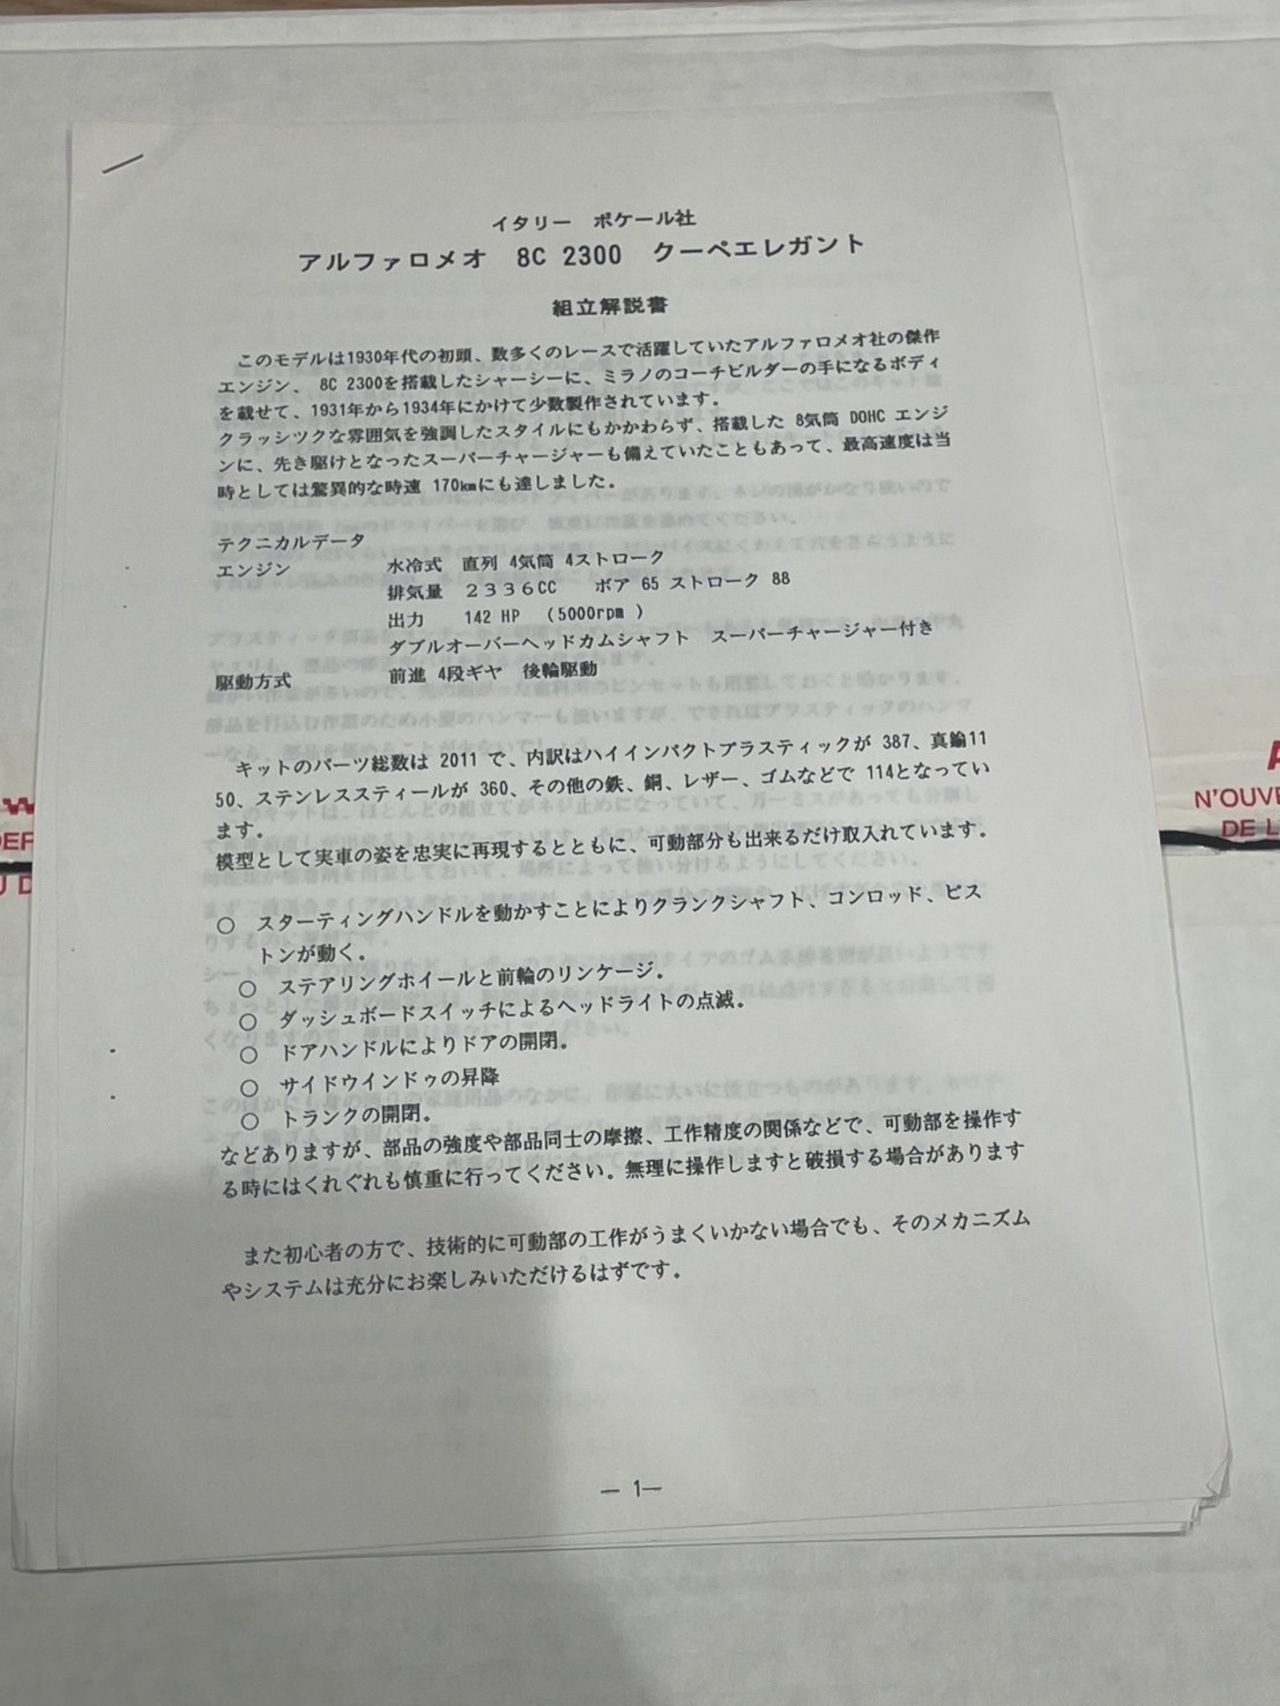 イタリー ポケール社
アルファロメオ 8C 2300 クーペエレガント
組立解説書
このモデルは1930年代の初頭、数多くのレースで活躍していたアルファロメオ社の傑作
エンジン、 8C 2300を搭載したシャーシーに、ミラノのコーチビルダーの手になるボディ
を載せて、1931年から1934年にかけて少数製作されています。
クラッシツクな雰囲気を強調したスタイルにもかかわらず、搭載した 8気筒 DOHC エンジ
ンに、先き駆けとなったスーパーチャージャーも備えていたこともあって、最高速度は当
時としては驚異的な時速 170㎞にも達しました。
テクニカルデータ
エンジン 水冷式 直列 4気筒 4ストローク
排気量 2336CC ボア 65 ストローク 88
出力 142 HP (5000rpm )
ダブルオーバーヘッドカムシャフト スーパーチャージャー付き
駆動方式 前進 4段ギヤ 後輪駆動
キットのパーツ総数は 2011 で、内訳はハイインパクトプラスティックが 387、真鍮11
50、ステンレススティールが 360、その他の鉄、銅、レザー、ゴムなどで 114となってい
ます。
模型として実車の姿を忠実に再現するとともに、可動部分も出来るだけ取入れています。
○ スターティングハンドルを動かすことによりクランクシャフト、コンロッド、ピス
トンが動く。
○ ステアリングホイールと前輪のリンケージ。
○ ダッシュボードスイッチによるヘッドライトの点滅。
○ ドアハンドルによりドアの開閉。
○ サイドウインドゥの昇降
○ トランクの開閉。
などありますが、部品の強度や部品同士の摩擦、工作精度の関係などで、可動部を操作す
る時にはくれぐれも慎重に行ってください。無理に操作しますと破損する場合があります
また初心者の方で、技術的に可動部の工作がうまくいかない場合でも、そのメカニズム
やシステムは充分にお楽しみいただけるはずです。
— 1—
N'OUVE
DE L